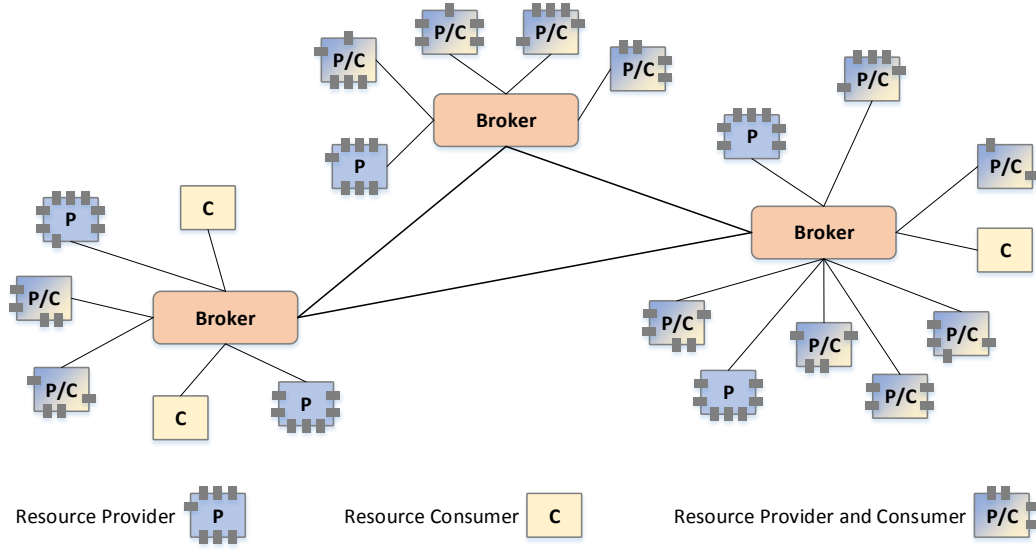 P/C
P/C
P/C
P/C
P/C
Broker
P
P
P/C
P
C
C
P/C
Broker
C
P/C
Broker
P/C
P/C
P/C
P/C
P
P/C
C
P
Resource Provider
P
Resource Consumer
C
Resource Provider and Consumer
P/C